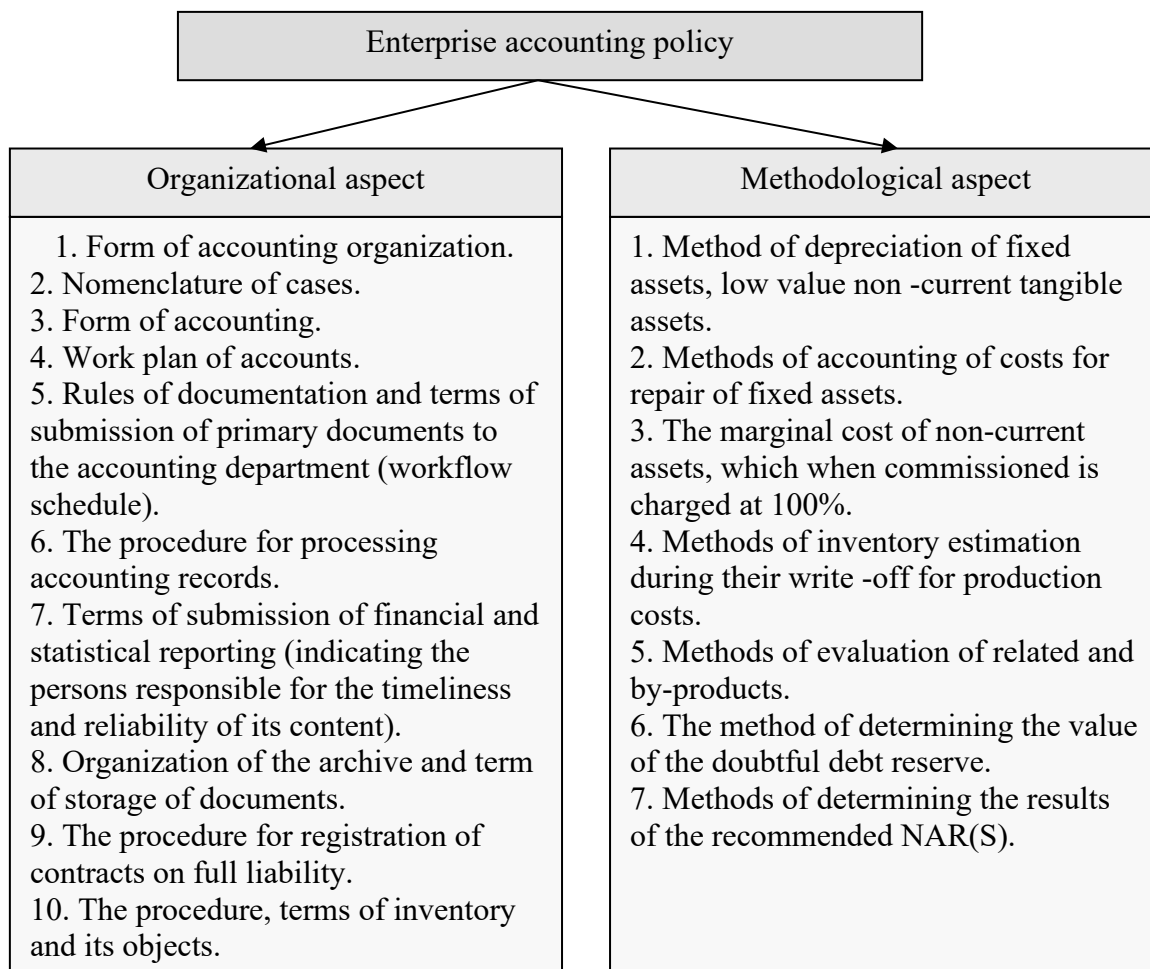 Enterprise accounting policy
Organizational aspect
1. Form of accounting organization.
2. Nomenclature of cases.
3. Form of accounting.
4. Work plan of accounts.
5. Rules of documentation and terms of
submission of primary documents to
the accounting department (workflow
schedule).
6. The procedure for processing
accounting records.
7. Terms of submission of financial and
statistical reporting (indicating the
persons responsible for the timeliness
and reliability of its content).
8. Organization of the archive and term
of storage of documents.
9. The procedure for registration of
contracts on full liability.
10. The procedure, terms of inventory
and its objects.
Methodological aspect
1. Method of depreciation of fixed
assets, low value non -current tangible
assets.
2. Methods of accounting of costs for
repair of fixed assets.
3. The marginal cost of non-current
assets, which when commissioned is
charged at 100%.
4. Methods of inventory estimation
during their write -off for production
costs.
5. Methods of evaluation of related and
by-products.
6. The method of determining the value
of the doubtful debt reserve.
7. Methods of determining the results
of the recommended NAR(S).